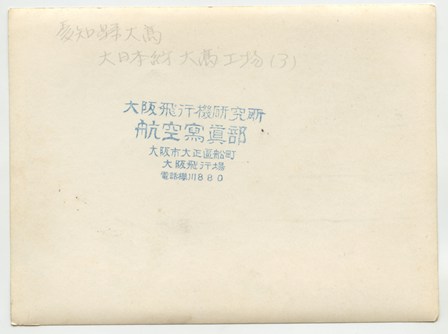 愛知県大高
大日本紡 大高工場(3)
大阪飛行機研究所
航空寫眞部
大阪市大正區船町
大阪飛行場
電話櫻川880